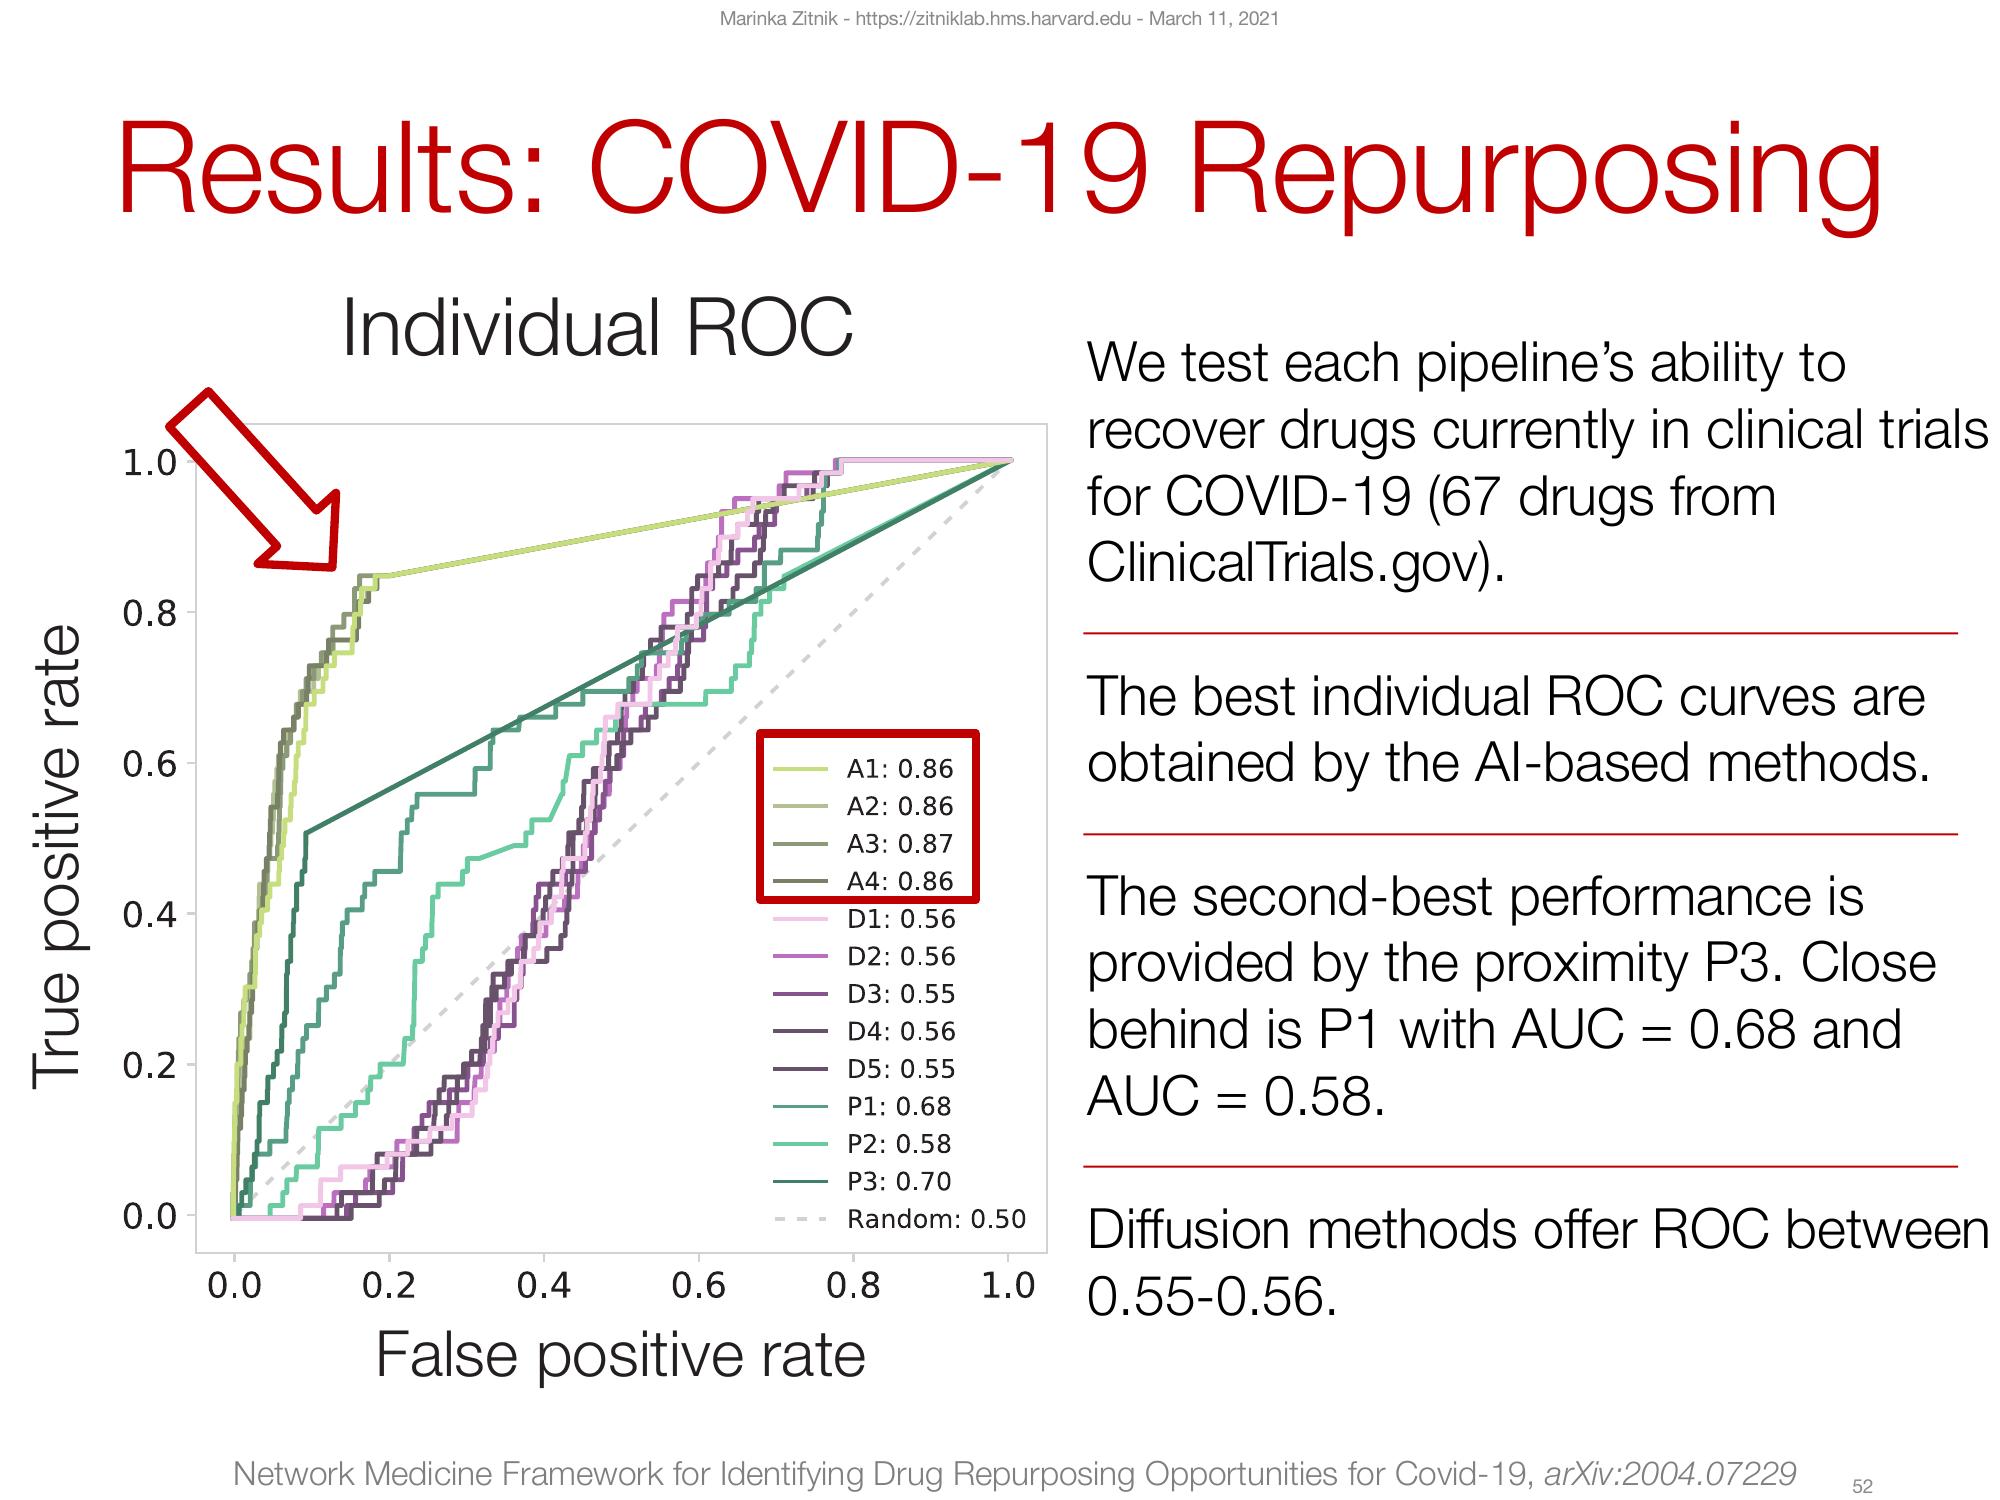 Marinka Zitnik - https://zitniklab.hms.harvard.edu - March 11, 2021
Results: COVID-19 Repurposing
Individual ROC
True positive rate
1.0
0.8
0.6
0.4
0.2
0.0
A1: 0.86
A2: 0.86
A3: 0.87
A4: 0.86
D1: 0.56
D2: 0.56
D3: 0.55
D4: 0.56
D5: 0.55
P1: 0.68
P2: 0.58
P3: 0.70
Random: 0.50
0.0 0.2 0.4 0.6 0.8 1.0
False positive rate
We test each pipeline’s ability to
recover drugs currently in clinical trials
for COVID-19 (67 drugs from
ClinicalTrials.gov).
The best individual ROC curves are
obtained by the AI-based methods.
The second-best performance is
provided by the proximity P3. Close
behind is P1 with AUC = 0.68 and
AUC = 0.58.
Diffusion methods offer ROC between
0.55-0.56.
Network Medicine Framework for Identifying Drug Repurposing Opportunities for Covid-19, arXiv:2004.07229
52